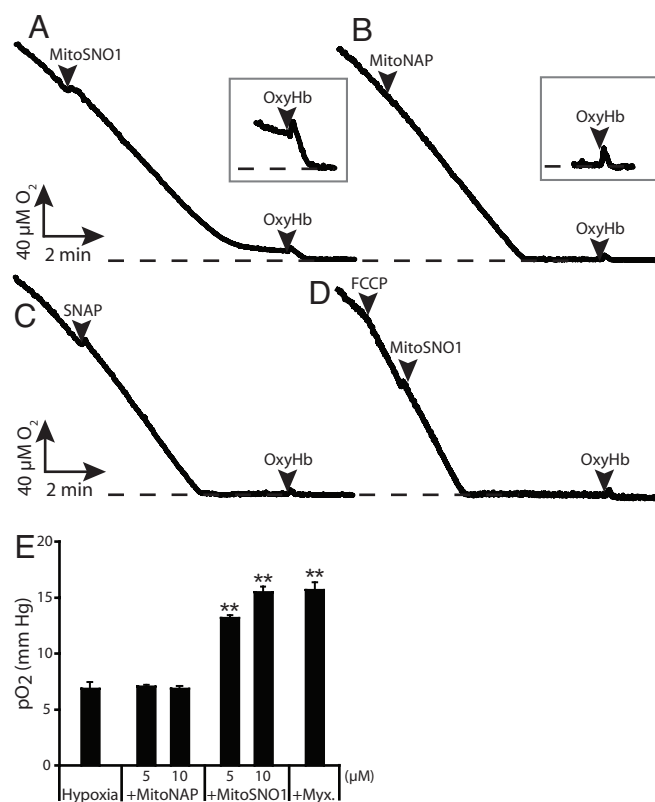 A
MitoSNO1
OxyHb
40 µM O2
2 min
OxyHb
B
MitoNAP
OxyHb
OxyHb
C
SNAP
40 µM O2
2 min
OxyHb
D
FCCP
MitoSNO1
OxyHb
E
pO2 (mm Hg)
20
15
10
5
0
** ** **
5 10 5 10 (µM)
Hypoxia +MitoNAP +MitoSNO1 +Myx.